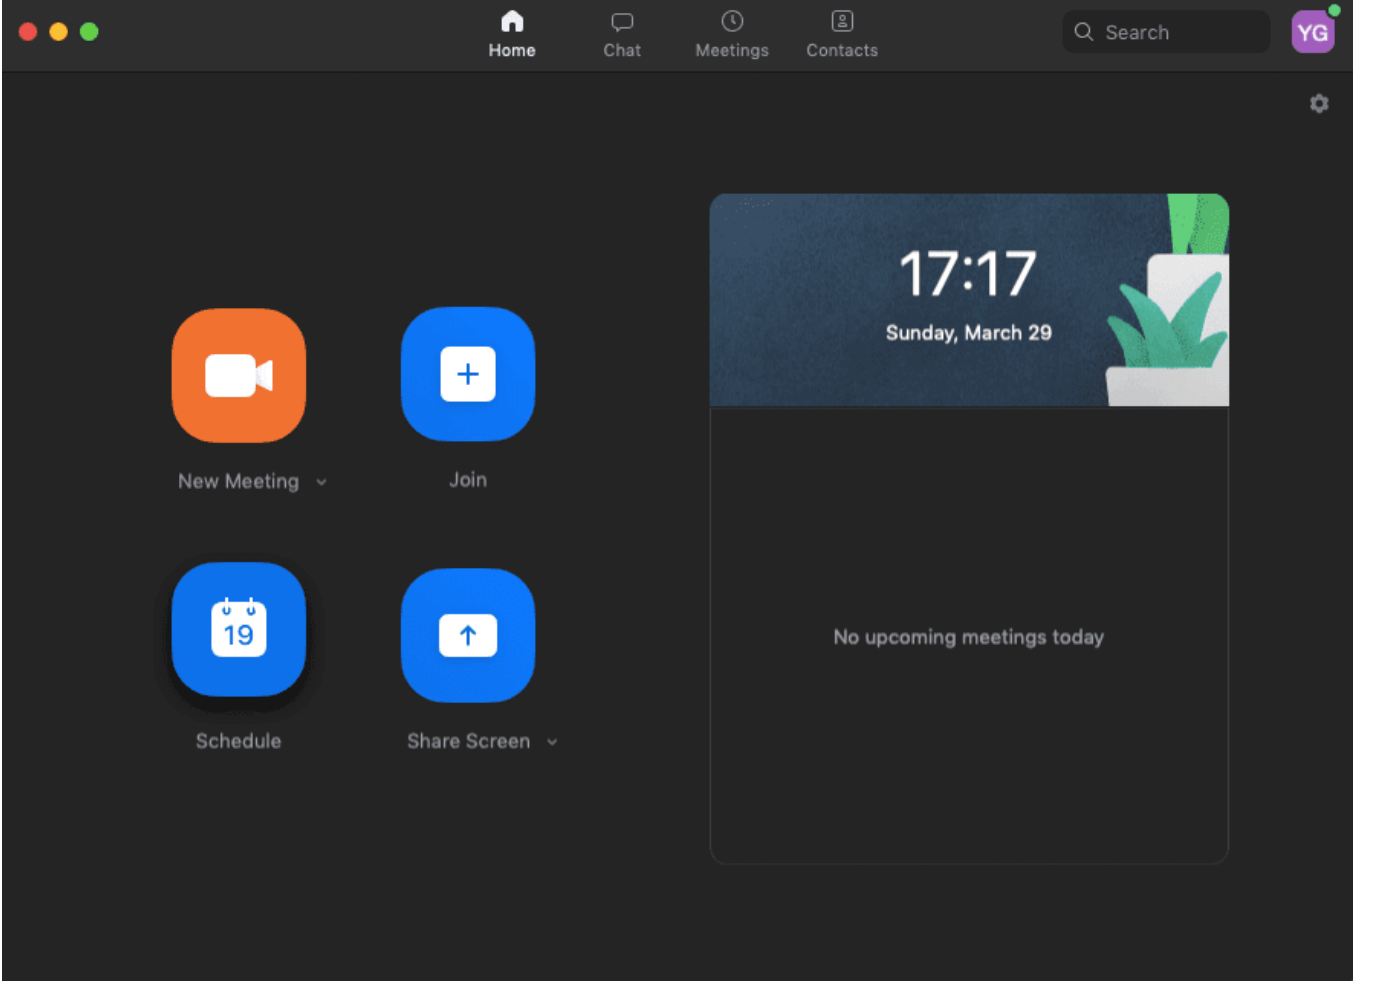 Home
Chat
Meetings
Contacts
Search
YG
17:17
Sunday, March 29
New Meeting
Join
19
Schedule
Share Screen
No upcoming meetings today